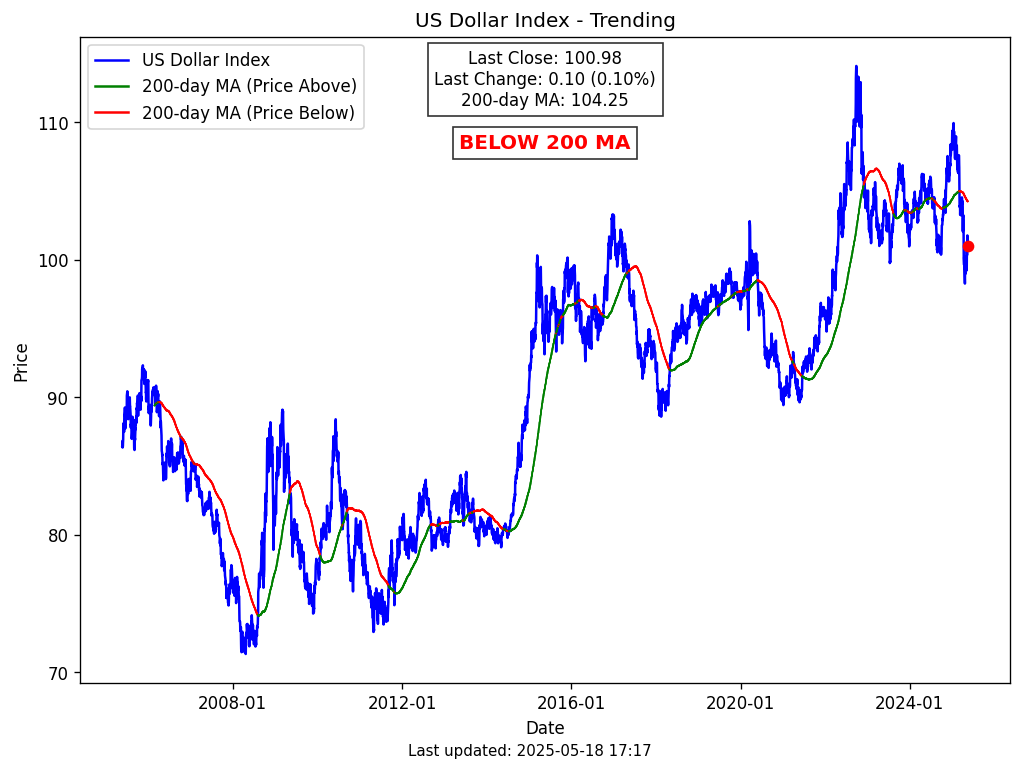 US Dollar Index - Trending
US Dollar Index
200-day MA (Price Above)
200-day MA (Price Below)
Last Close: 100.98
Last Change: 0.10 (0.10%)
200-day MA: 104.25
BELOW 200 MA
Price
110
100
90
80
70
2008-01
2012-01
2016-01
2020-01
2024-01
Date
Last updated: 2025-05-18 17:17